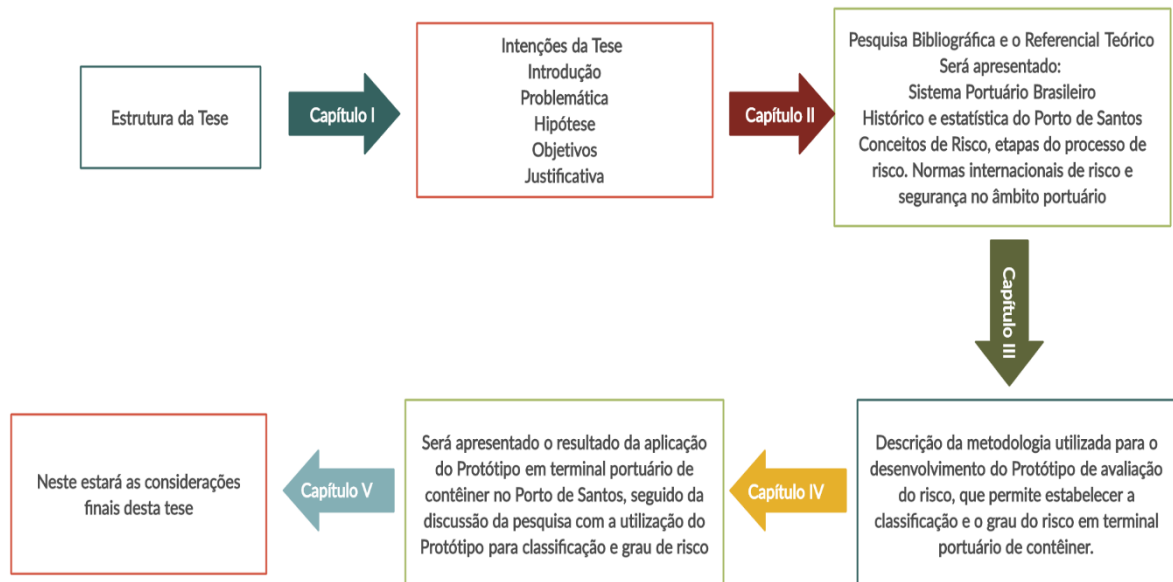 Estrutura da Tese
Capítulo I
Intenções da Tese
Introdução
Problemática
Hipótese
Objetivos
Justificativa
Capítulo II
Pesquisa Bibliográfica e o Referencial Teórico
Será apresentado:
Sistema Portuário Brasileiro
Histórico e estatística do Porto de Santos
Conceitos de Risco, etapas do processo de
risco. Normas internacionais de risco e
segurança no âmbito portuário
Capítulo III
Descrição da metodologia utilizada para o
desenvolvimento do Protótipo de avaliação
do risco, que permite estabelecer a
classificação e o grau do risco em terminal
portuário de contêiner.
Capítulo IV
Será apresentado o resultado da aplicação
do Protótipo em terminal portuário de
contêiner no Porto de Santos, seguido da
discussão da pesquisa com a utilização do
Protótipo para classificação e grau de risco
Capítulo V
Neste estará as considerações
finais desta tese